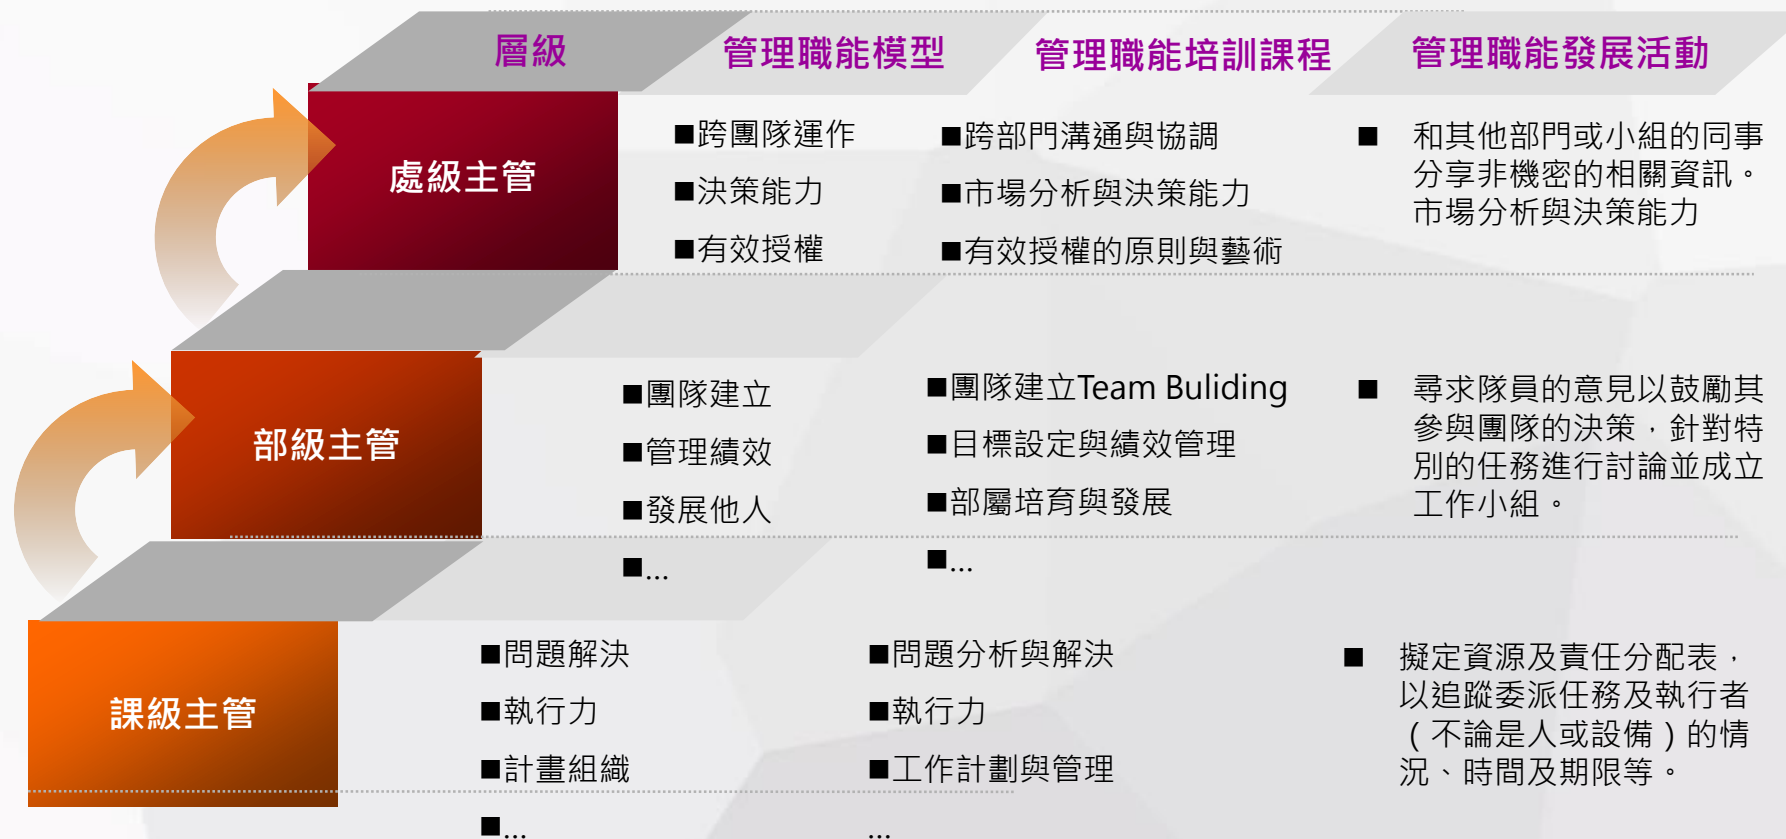 層級
管理職能模型
管理職能培訓課程
管理職能發展活動
處級主管
■跨團隊運作
■決策能力
■有效授權
■跨部門溝通與協調
■市場分析與決策能力
■有效授權的原則與藝術
■ 和其他部門或小組的同事
分享非機密的相關資訊。
市場分析與決策能力
部級主管
■團隊建立
■管理績效
■發展他人
■...
■團隊建立Team Buliding
■目標設定與績效管理
■部屬培育與發展
■...
■ 尋求隊員的意見以鼓勵其
參與團隊的決策，針對特
別的任務進行討論並成立
工作小組。
課級主管
■問題解決
■執行力
■計畫組織
■...
■問題分析與解決
■執行力
■工作計劃與管理
...
■ 擬定資源及責任分配表，
以追蹤委派任務及執行者
（不論是人或設備）的情
況、時間及期限等。